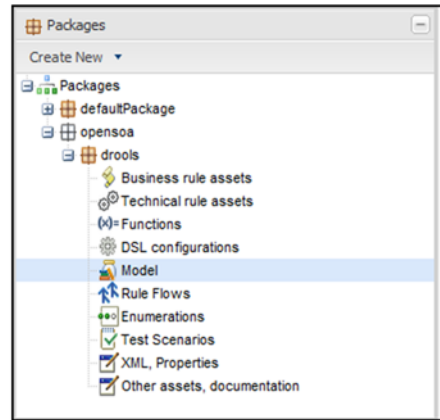 Packages
Create New
Packages
defaultPackage
opensoa
drools
Business rule assets
Technical rule assets
(x)= Functions
DSL configurations
Model
Rule Flows
Enumerations
Test Scenarios
XML, Properties
Other assets, documentation